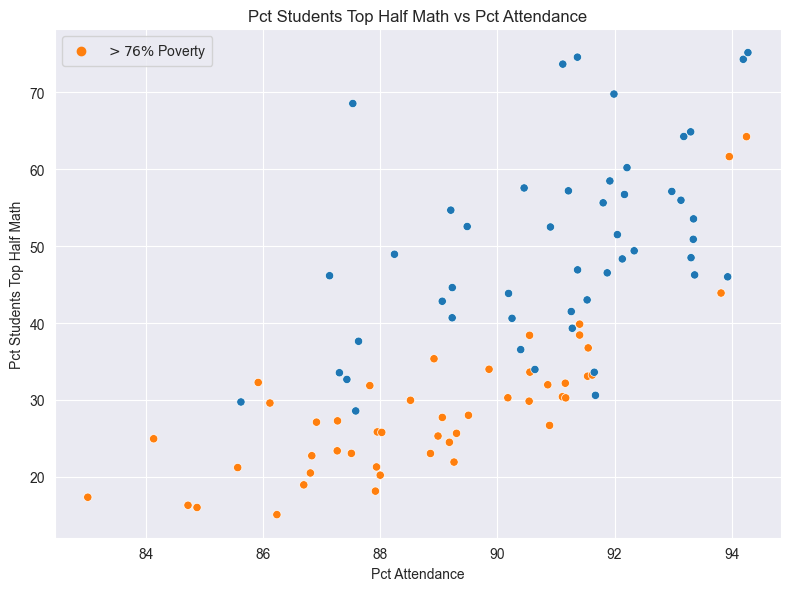 Pct Students Top Half Math vs Pct Attendance
> 76% Poverty
Pct Students Top Half Math
70
60
50
40
30
20
84 86 88 90 92 94
Pct Attendance